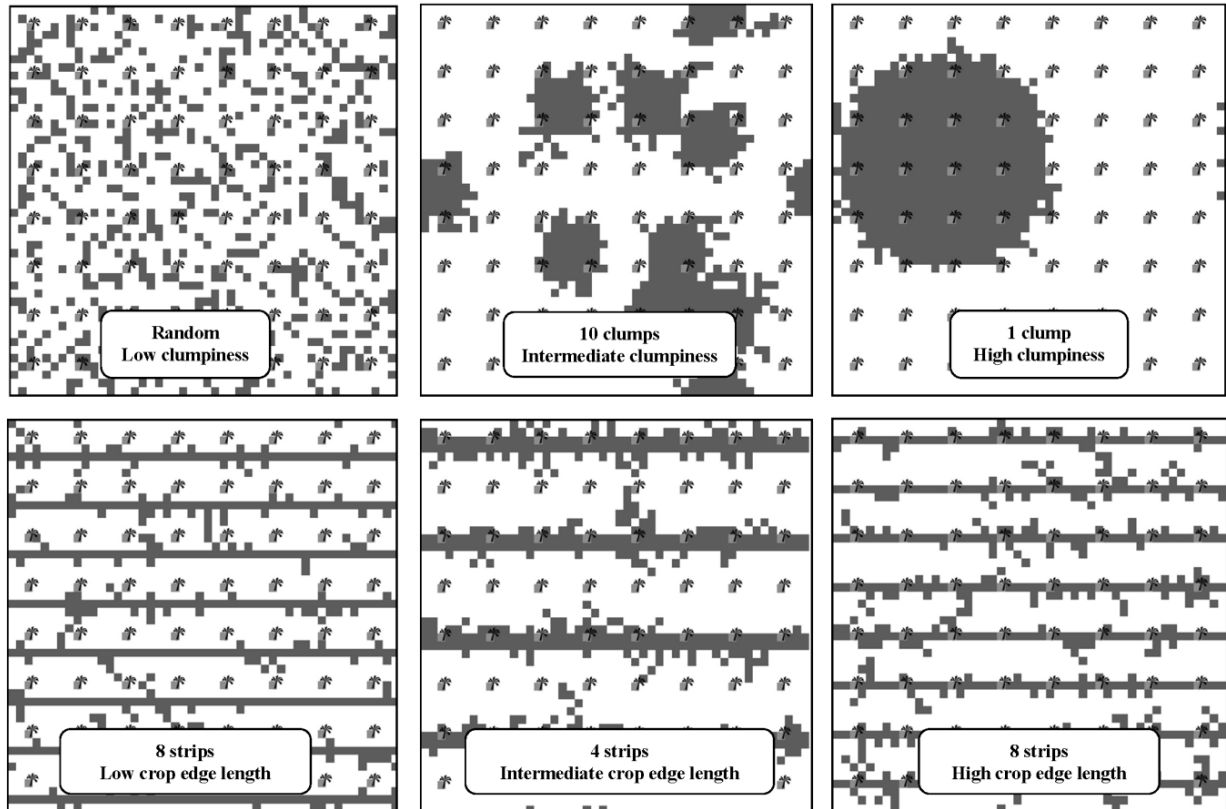 Random
Low clumpiness
10 clumps
Intermediate clumpiness
1 clump
High clumpiness
8 strips
Low crop edge length
4 strips
Intermediate crop edge length
8 strips
High crop edge length